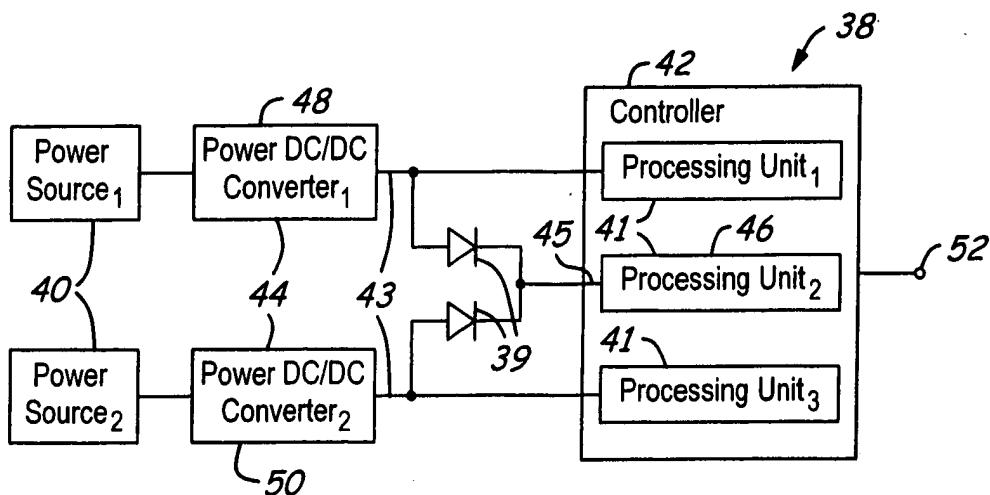 38
42
Controller
48
Power
Source1
Power DC/DC
Converter1
Processing Unit1
41
46
45
Processing Unit2
52
40
44
43
39
41
Power
Source2
Power DC/DC
Converter2
Processing Unit3
50